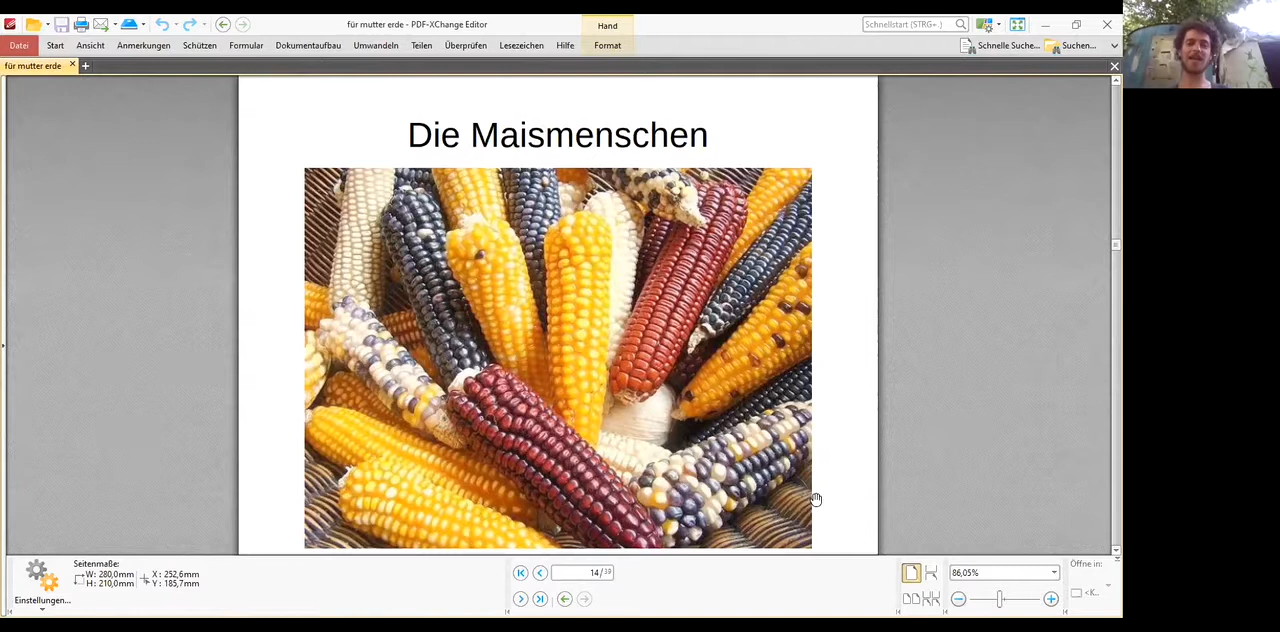 für mutter erde - PDF-XChange Editor
Hand
Schnellstart (STRG+.)
Datei Start Ansicht Anmerkungen Schützen Formular Dokumentaufbau Umwandeln Teilen Überprüfen Lesezeichen Hilfe Format
Schnelle Suche... Suchen...
für mutter erde
Die Maismenschen
Seitenmaße:
W: 280,0mm X: 252,6mm
H: 210,0mm Y: 185,7mm
Einstellungen...
14 / 39
86,05%
Öffne in:
<K..